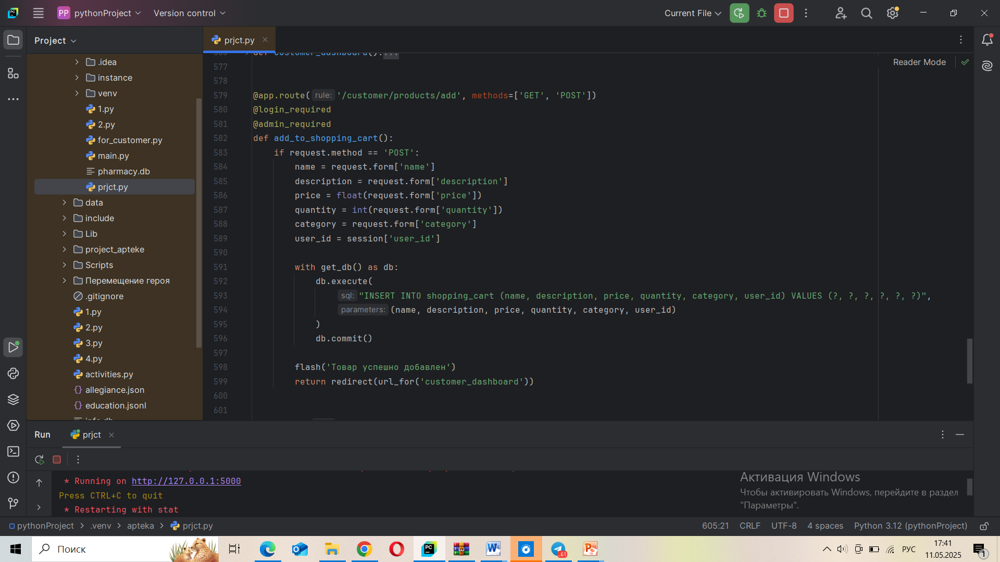 PP pythonProject Version control Current File
Project prjct.py
.idea
instance
venv
1.py
2.py
for_customer.py
main.py
pharmacy.db
prjct.py
data
include
Lib
project_apteke
Scripts
Перемещение героя
.gitignore
1.py
2.py
3.py
4.py
activities.py
allegiance.json
education.jsonl
Reader Mode
577
578
579 @app.route( rule: '/customer/products/add', methods=['GET', 'POST'])
580 @login_required
581 @admin_required
582 def add_to_shopping_cart():
583 if request.method == 'POST':
584 name = request.form['name']
585 description = request.form['description']
586 price = float(request.form['price'])
587 quantity = int(request.form['quantity'])
588 category = request.form['category']
589 user_id = session['user_id']
590
591 with get_db() as db:
592 db.execute(
593 sql: "INSERT INTO shopping_cart (name, description, price, quantity, category, user_id) VALUES (?, ?, ?, ?, ?, ?)",
594 parameters: (name, description, price, quantity, category, user_id)
595 )
596 db.commit()
597
598 flash('Товар успешно добавлен')
599 return redirect(url_for('customer_dashboard'))
600
601
Run prjct
* Running on http://127.0.0.1:5000
Press CTRL+C to quit
* Restarting with stat
Активация Windows
Чтобы активировать Windows, перейдите в раздел
"Параметры".
pythonProject > .venv > apteka > prjct.py 605:21 CRLF UTF-8 4 spaces Python 3.12 (pythonProject)
Поиск
РУС
17:41
11.05.2025